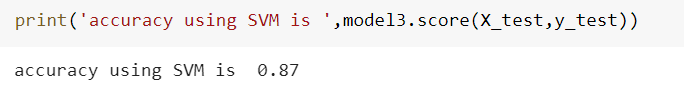 print('accuracy using SVM is ',model3.score(X_test,y_test))
accuracy using SVM is  0.87